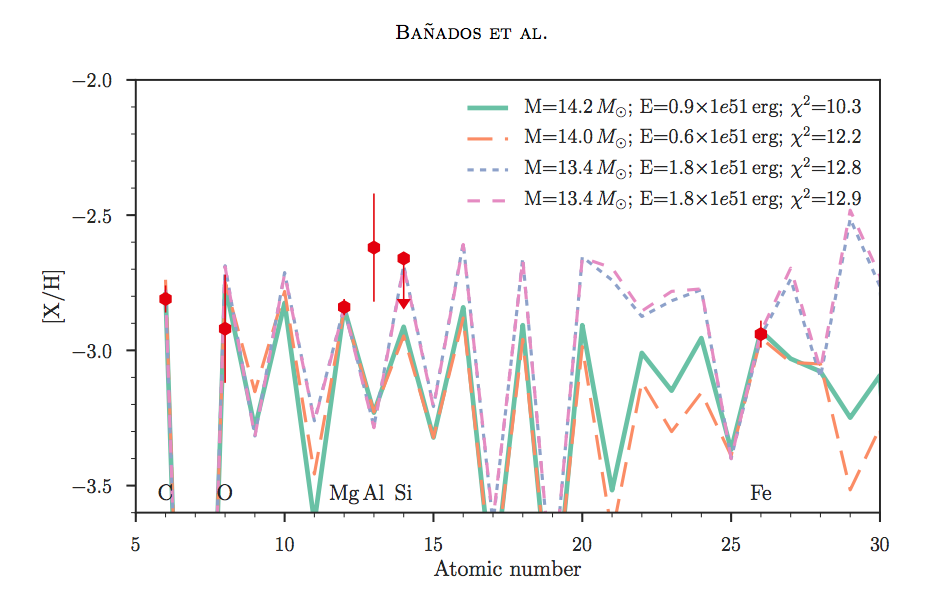 BAÑADOS ET AL.
−2.0
M=14.2 M⊙; E=0.9×1e51 erg; χ²=10.3
M=14.0 M⊙; E=0.6×1e51 erg; χ²=12.2
M=13.4 M⊙; E=1.8×1e51 erg; χ²=12.8
M=13.4 M⊙; E=1.8×1e51 erg; χ²=12.9
−2.5
[X/H]
−3.0
−3.5
C O Mg Al Si Fe
5 10 15 20 25 30
Atomic number